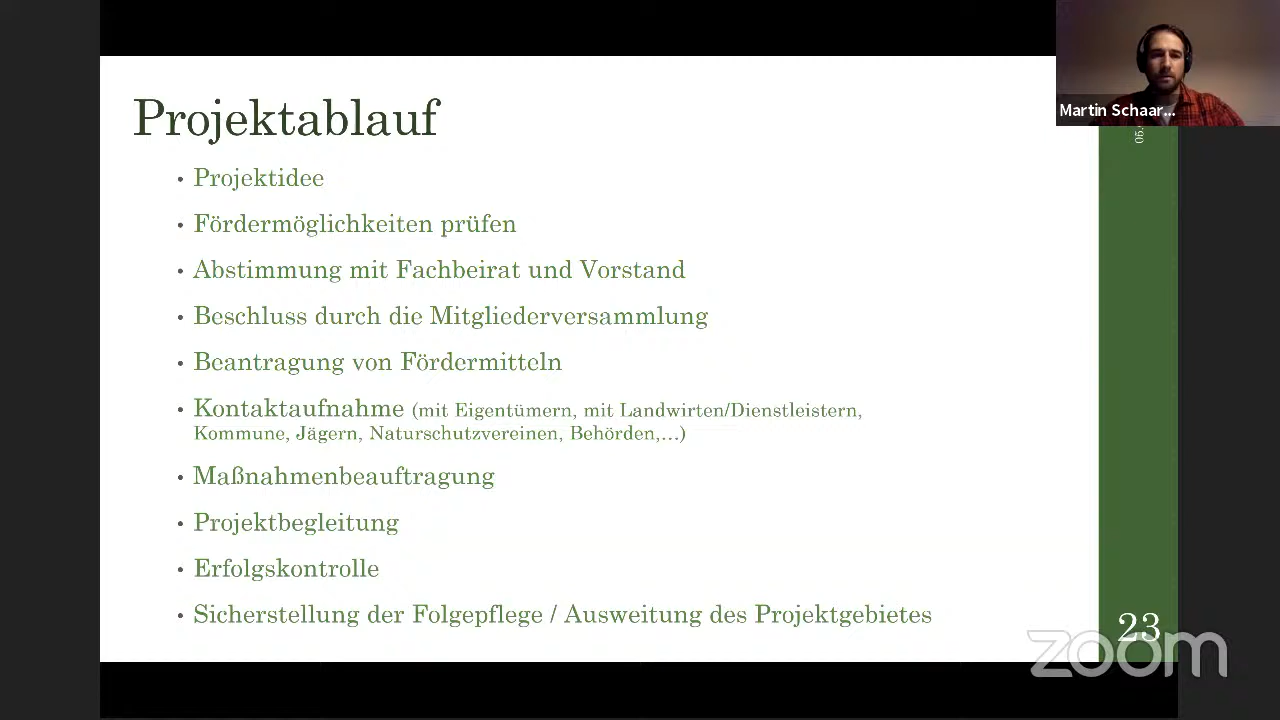 Projektablauf
• Projektidee
• Fördermöglichkeiten prüfen
• Abstimmung mit Fachbeirat und Vorstand
• Beschluss durch die Mitgliederversammlung
• Beantragung von Fördermitteln
• Kontaktaufnahme (mit Eigentümern, mit Landwirten/Dienstleistern,
Kommune, Jägern, Naturschutzvereinen, Behörden,...)
• Maßnahmenbeauftragung
• Projektbegleitung
• Erfolgskontrolle
• Sicherstellung der Folgepflege / Ausweitung des Projektgebietes
Martin Schaar...
05.
23
zoom